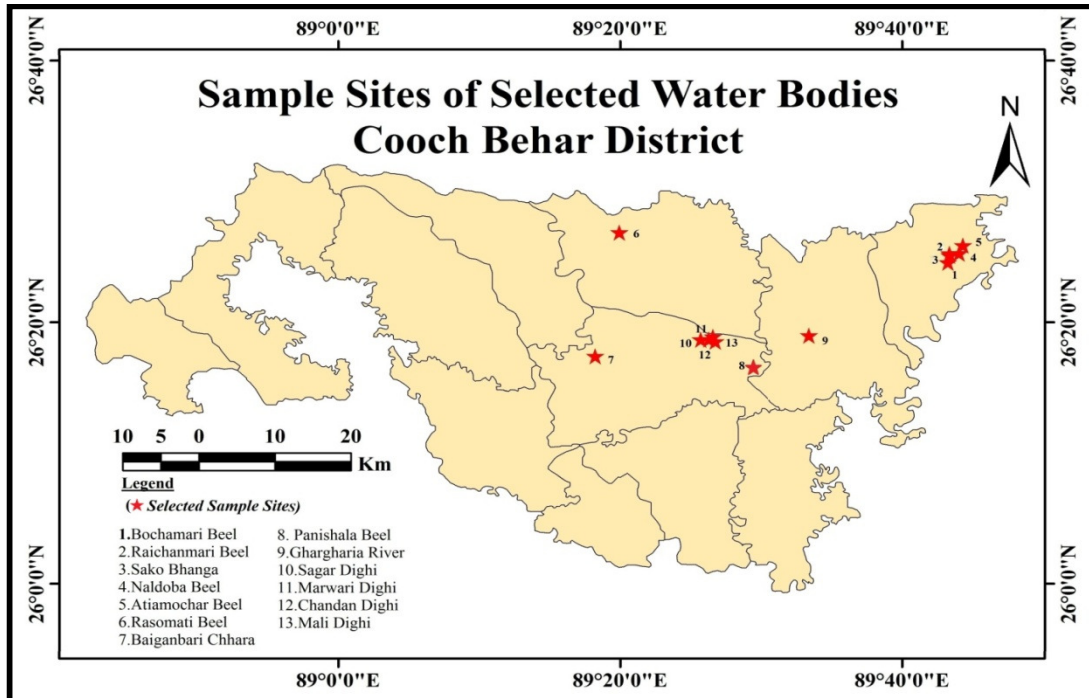 89°0'0"E 89°20'0"E 89°40'0"E
26°40'0"N 26°40'0"N
Sample Sites of Selected Water Bodies
Cooch Behar District
N
6
5
2
4
3
1
26°20'0"N 26°20'0"N
11
10 13
12
9
7
8
10 5 0 10 20
Km
Legend
(★ Selected Sample Sites)
1.Bochamari Beel 8. Panishala Beel
2.Raichanmari Beel 9.Ghargharia River
3.Sako Bhanga 10.Sagar Dighi
4.Naldoba Beel 11.Marwari Dighi
5.Atiamochar Beel 12.Chandan Dighi
6.Rasomati Beel 13.Mali Dighi
7.Baiganbari Chhara
26°0'0"N 26°0'0"N
89°0'0"E 89°20'0"E 89°40'0"E